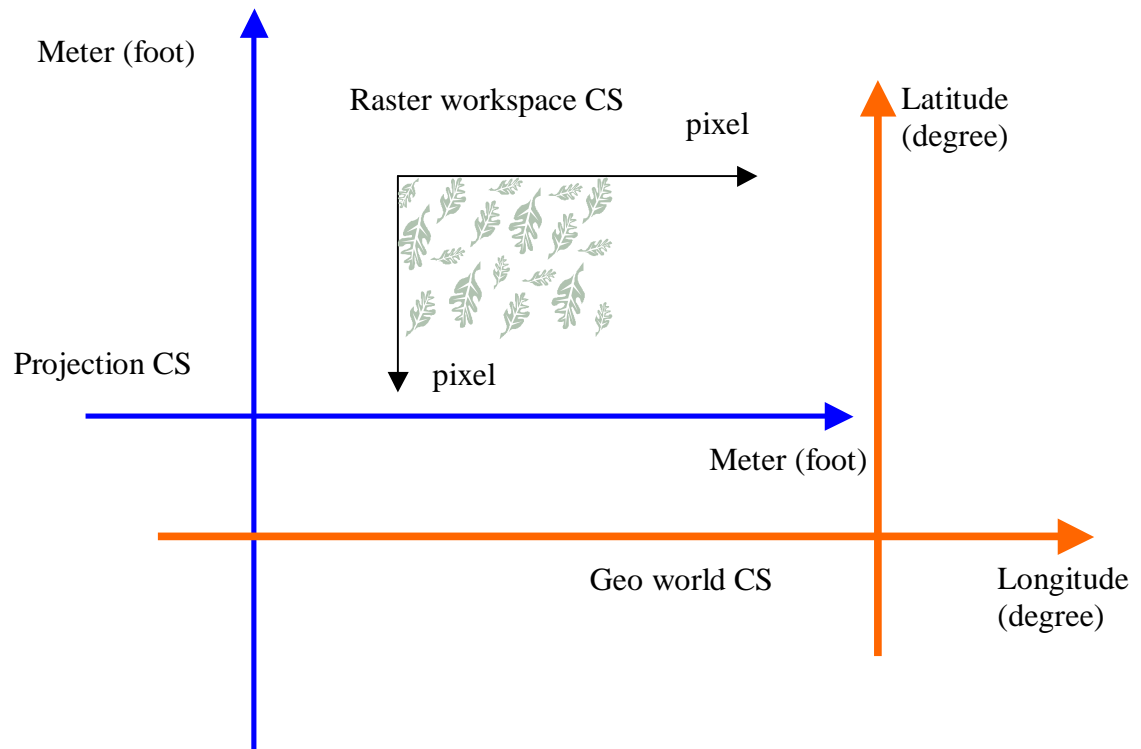 Meter (foot)
Raster workspace CS
pixel
Latitude
(degree)
Projection CS
pixel
Meter (foot)
Geo world CS
Longitude
(degree)